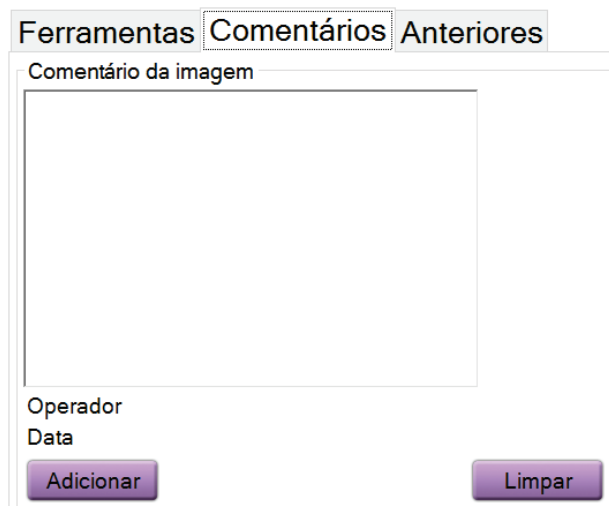 Ferramentas Comentários Anteriores
Comentário da imagem
Operador
Data
Adicionar Limpar